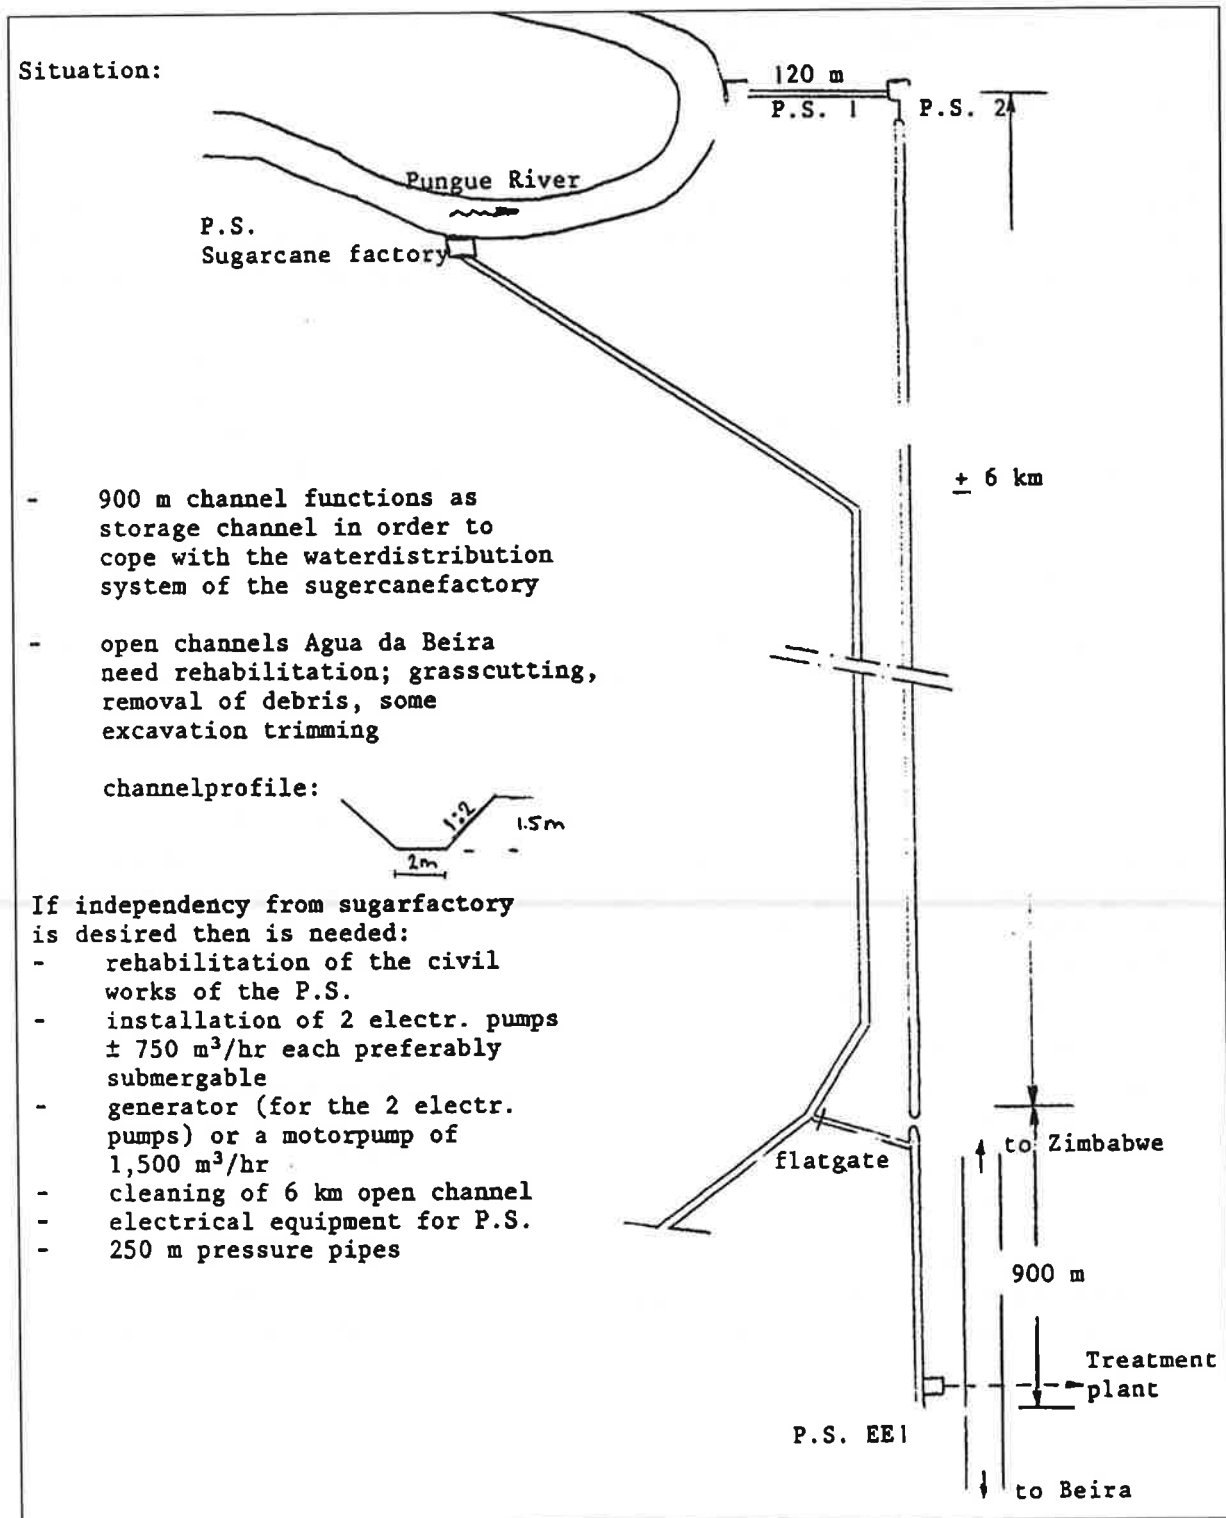 Situation:
120 m
P.S. 1
P.S. 2
Pungue River
P.S.
Sugarcane factory
± 6 km
- 900 m channel functions as
storage channel in order to
cope with the waterdistribution
system of the sugercanefactory
- open channels Agua da Beira
need rehabilitation; grasscutting,
removal of debris, some
excavation trimming
channelprofile:
1:2
1.5m
2m
If independency from sugarfactory
is desired then is needed:
- rehabilitation of the civil
works of the P.S.
- installation of 2 electr. pumps
± 750 m³/hr each preferably
submergable
- generator (for the 2 electr.
pumps) or a motorpump of
1,500 m³/hr
- cleaning of 6 km open channel
- electrical equipment for P.S.
- 250 m pressure pipes
flatgate
to Zimbabwe
900 m
Treatment
plant
P.S. EE1
to Beira